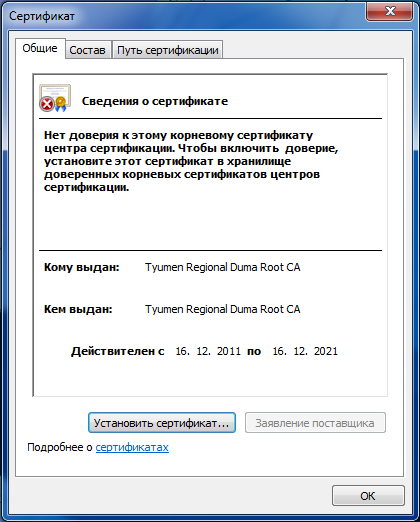 Сертификат
Общие Состав Путь сертификации
Сведения о сертификате
Нет доверия к этому корневому сертификату
центра сертификации. Чтобы включить доверие,
установите этот сертификат в хранилище
доверенных корневых сертификатов центров
сертификации.
Кому выдан: Tyumen Regional Duma Root CA
Кем выдан: Tyumen Regional Duma Root CA
Действителен с 16. 12. 2011 по 16. 12. 2021
Установить сертификат... Заявление поставщика
Подробнее о сертификатах
ОК